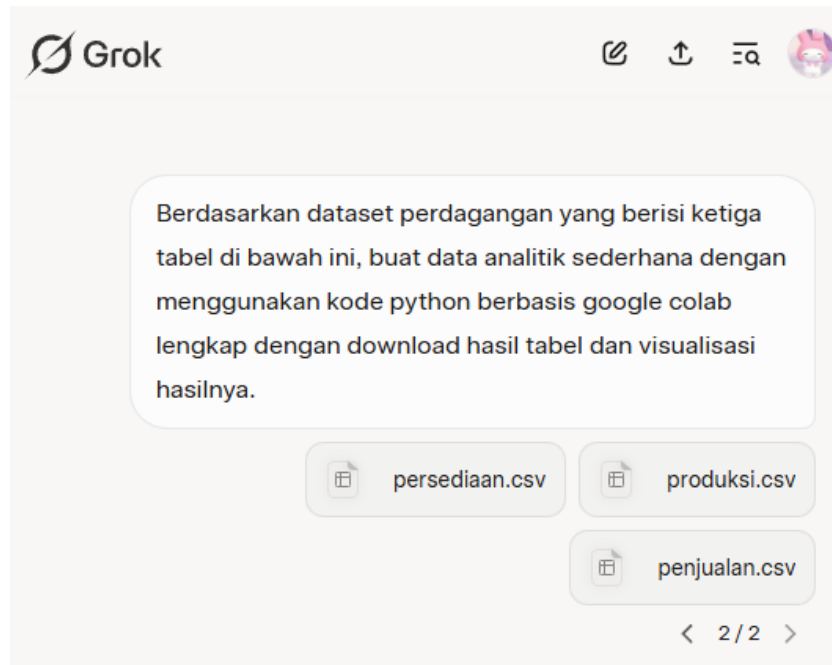 Grok
Berdasarkan dataset perdagangan yang berisi ketiga
tabel di bawah ini, buat data analitik sederhana dengan
menggunakan kode python berbasis google colab
lengkap dengan download hasil tabel dan visualisasi
hasilnya.
persediaan.csv
produksi.csv
penjualan.csv
2 / 2